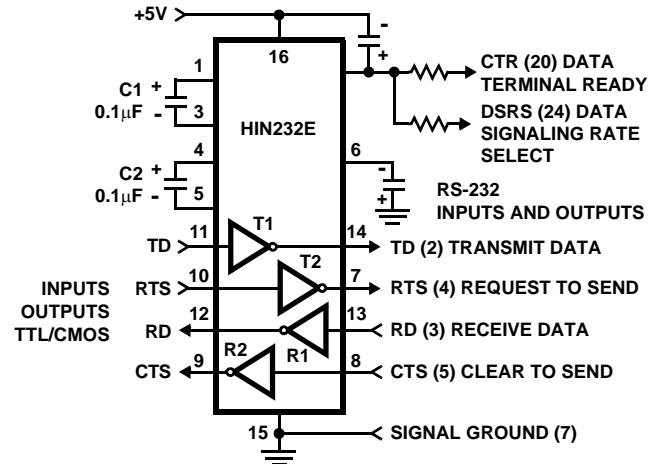 +5V
-
+
16
1
CTR (20) DATA
TERMINAL READY
C1
0.1μF
+
-
3
HIN232E
DSRS (24) DATA
SIGNALING RATE
SELECT
4
6
C2
0.1μF
+
-
5
-
+
RS-232
INPUTS AND OUTPUTS
T1
TD
11
14
TD (2) TRANSMIT DATA
T2
INPUTS
OUTPUTS
TTL/CMOS
RTS
10
7
RTS (4) REQUEST TO SEND
RD
12
13
RD (3) RECEIVE DATA
R1
R2
CTS
9
8
CTS (5) CLEAR TO SEND
15
SIGNAL GROUND (7)